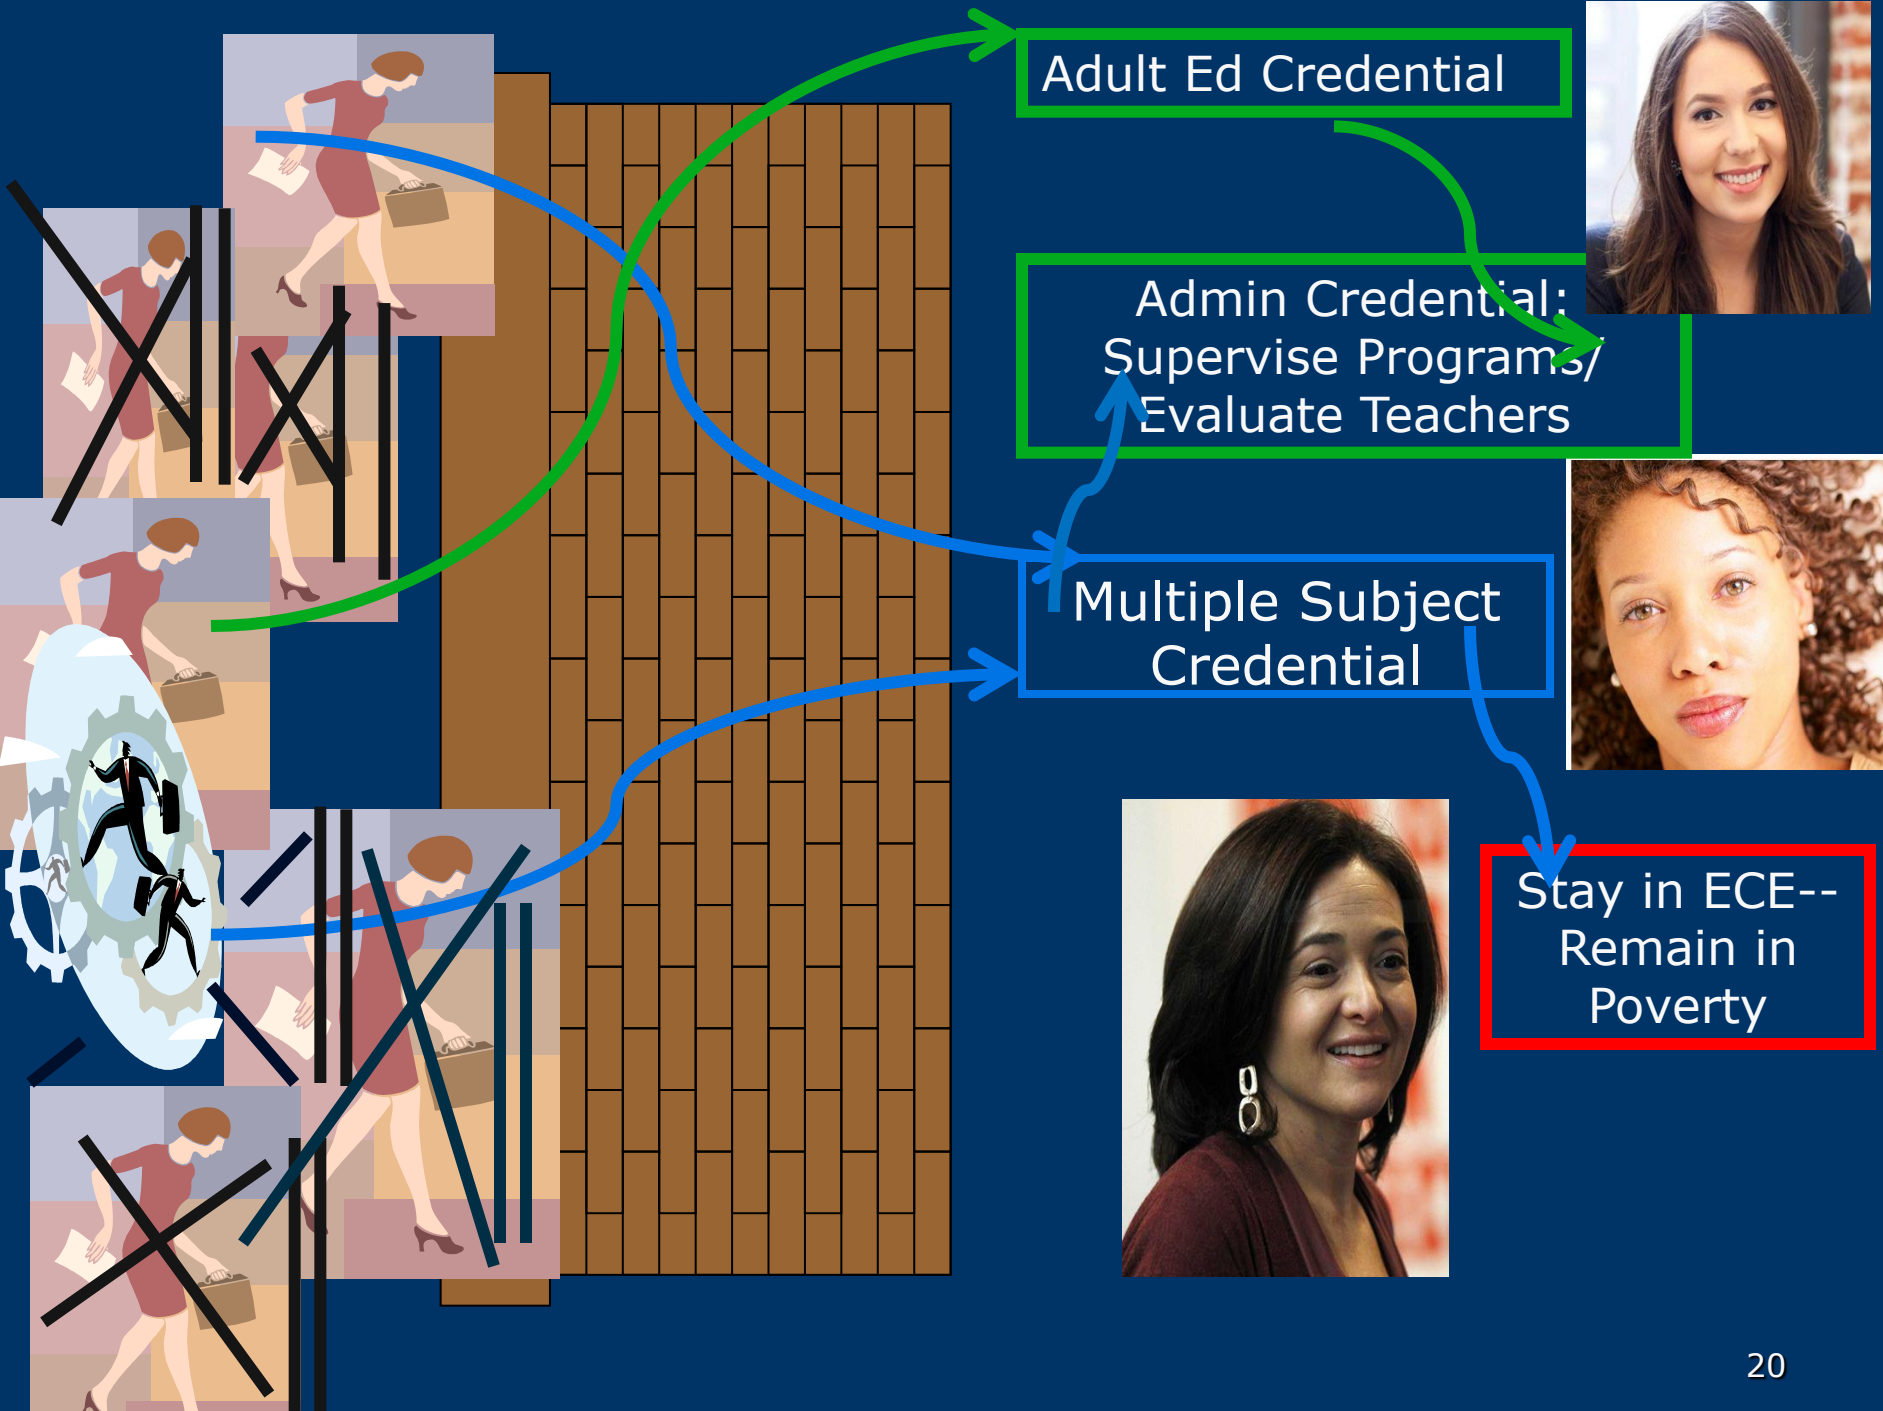 Adult Ed Credential
Admin Credential:
Supervise Programs/
Evaluate Teachers
Multiple Subject
Credential
Stay in ECE--
Remain in
Poverty
20